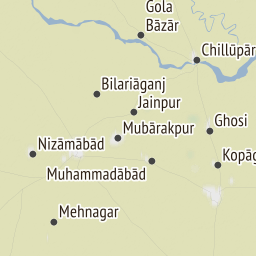 Gola
Bāzār
Chillūpār
Bilariāganj
Jainpur
Mubārakpur
Ghosi
Nizāmābād
Muhammadābād
Kopāg
Mehnagar